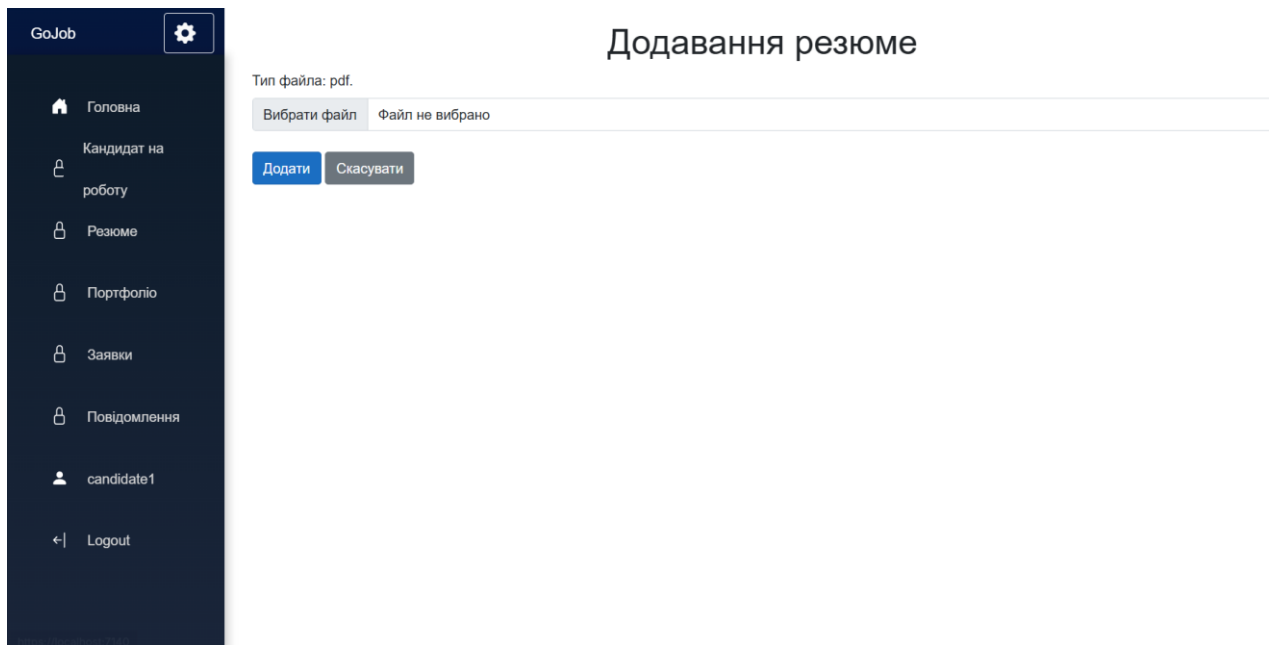 GoJob
Додавання резюме
Тип файла: pdf.
Вибрати файл Файл не вибрано
Додати Скасувати
Головна
Кандидат на
роботу
Резюме
Портфоліо
Заявки
Повідомлення
candidate1
Logout